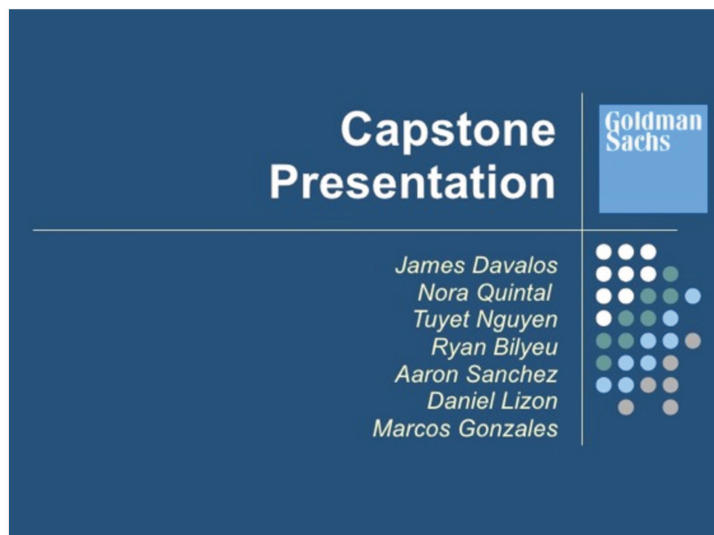 Capstone
Presentation
Goldman
Sachs
James Davalos
Nora Quintal
Tuyet Nguyen
Ryan Bilyeu
Aaron Sanchez
Daniel Lizon
Marcos Gonzales